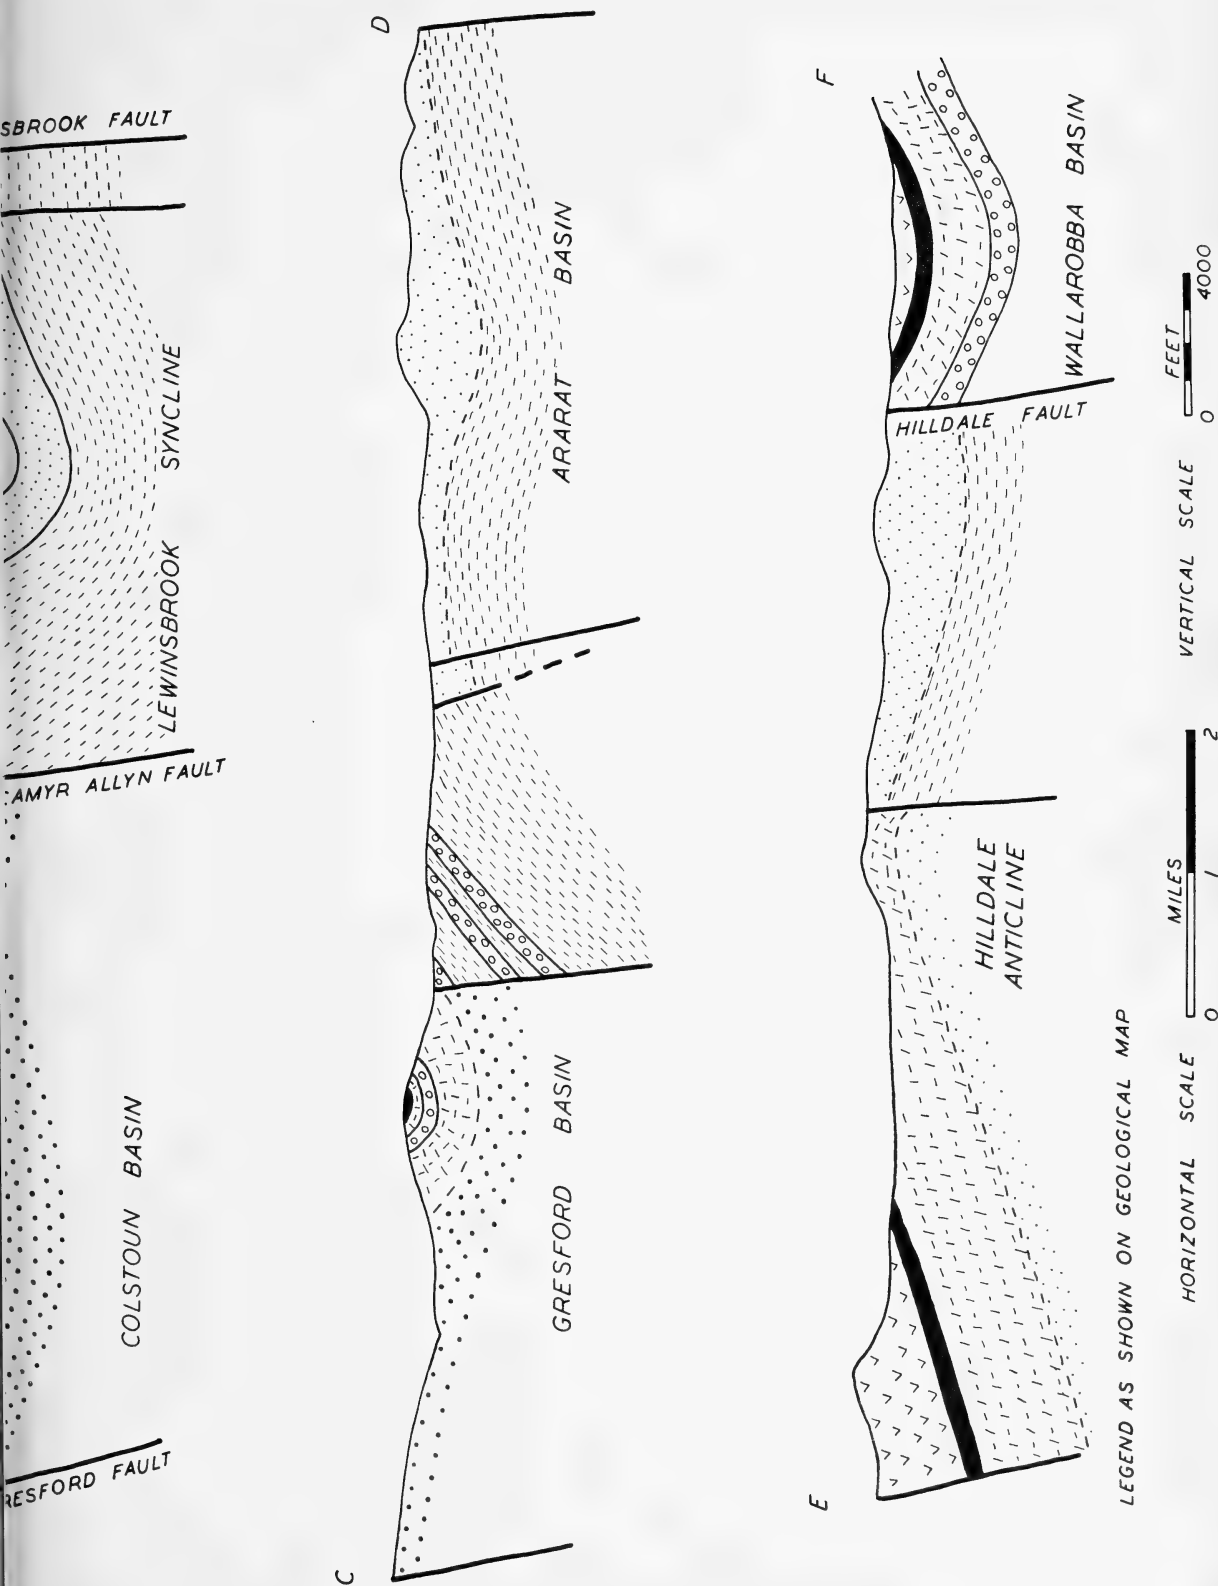 RESFORD FAULT
COLSTOUN BASIN
AMYR ALLYN FAULT
LEWINSBROOK SYNCLINE
SBROOK FAULT
C
D
GRESFORD BASIN
ARARAT BASIN
E
F
HILLDALE
ANTICLINE
HILLDALE FAULT
WALLAROBBA BASIN
LEGEND AS SHOWN ON GEOLOGICAL MAP
HORIZONTAL SCALE
MILES
0 1 2
VERTICAL SCALE
FEET
0 4000